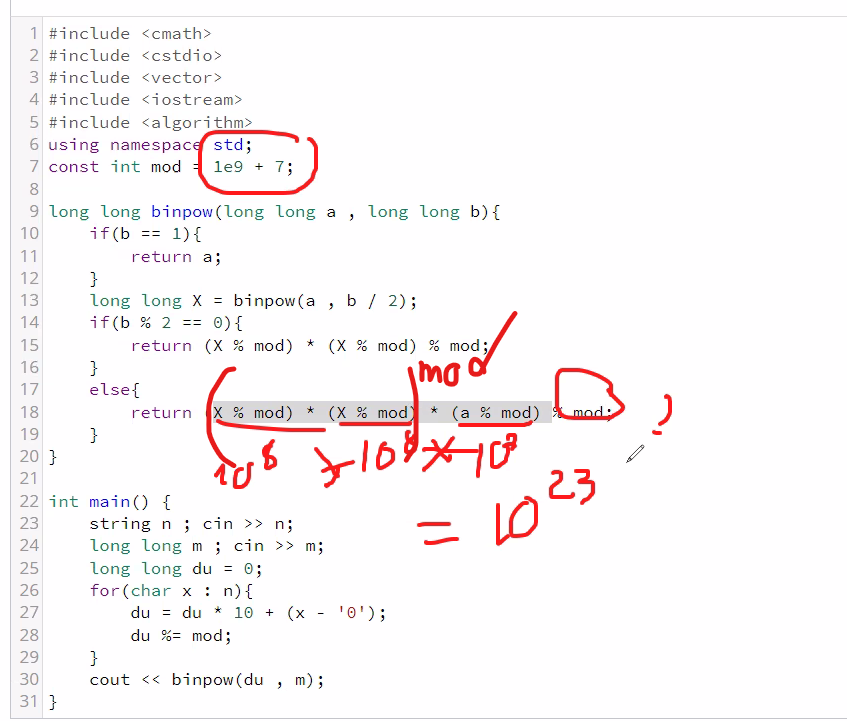 1 #include <cmath>
2 #include <cstdio>
3 #include <vector>
4 #include <iostream>
5 #include <algorithm>
6 using namespace std;
7 const int mod = 1e9 + 7;
8
9 long long binpow(long long a , long long b){
10     if(b == 1){
11         return a;
12     }
13     long long X = binpow(a , b / 2);
14     if(b % 2 == 0){
15         return (X % mod) * (X % mod) % mod;
16     }
mod
17     else{
18         return (X % mod) * (X % mod) * (a % mod) % mod; ?
19     }
10^8 * 10^8 * 10^7
20 }
= 10^23
21
22 int main() {
23     string n ; cin >> n;
24     long long m ; cin >> m;
25     long long du = 0;
26     for(char x : n){
27         du = du * 10 + (x - '0');
28         du %= mod;
29     }
30     cout << binpow(du , m);
31 }